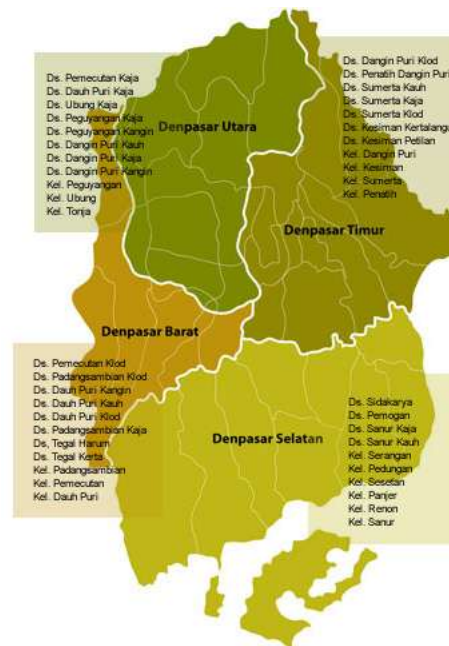 Ds. Pemecutan Kaja
Ds. Dauh Puri Kaja
Ds. Ubung Kaja
Ds. Peguyangan Kaja
Ds. Peguyangan Kangin
Ds. Dangin Puri Kauh
Ds. Dangin Puri Kaja
Ds. Dangin Puri Kangin
Kel. Peguyangan
Kel. Ubung
Kel. Tonja
Denpasar Utara
Ds. Dangin Puri Klod
Ds. Penatih Dangin Puri
Ds. Sumerta Kauh
Ds. Sumerta Kaja
Ds. Sumerta Klod
Ds. Kesiman Kertalangu
Ds. Kesiman Petilan
Kel. Dangin Puri
Kel. Kesiman
Kel. Sumerta
Kel. Penatih
Denpasar Timur
Denpasar Barat
Ds. Pemecutan Klod
Ds. Padangsambian Klod
Ds. Dauh Puri Kangin
Ds. Dauh Puri Kauh
Ds. Dauh Puri Klod
Ds. Padangsambian Kaja
Ds, Tegal Harum
Ds. Tegal Kerta
Kel. Padangsambian
Kel. Pemecutan
Kel. Dauh Puri
Denpasar Selatan
Ds. Sidakarya
Ds. Pemogan
Ds. Sanur Kaja
Ds. Sanur Kauh
Kel. Serangan
Kel. Pedungan
Kel. Sesetan
Kel. Panjer
Kel. Renon
Kel. Sanur